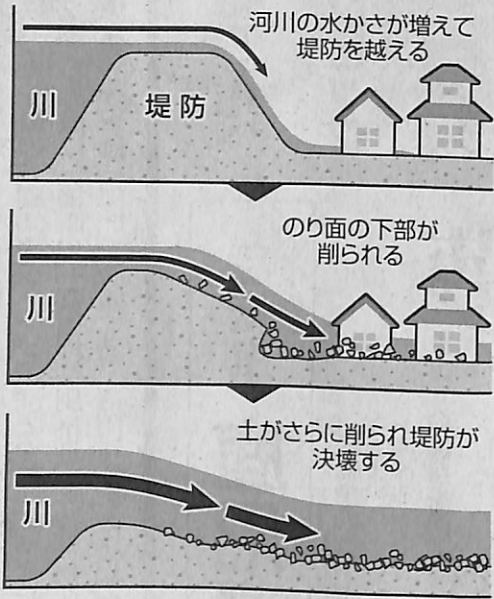 河川の水かさが増えて
堤防を越える
川
堤防
のり面の下部が
削られる
川
土がさらに削られ堤防が
決壊する
川